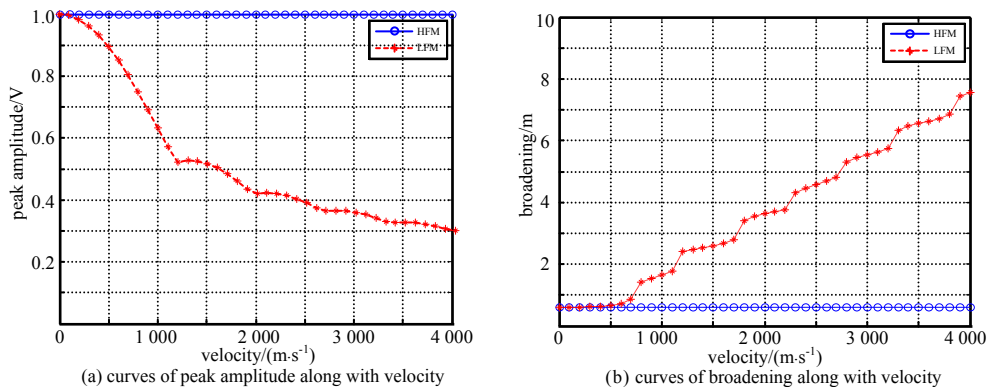 1.0
0.8
0.6
0.4
0.2
peak amplitude/V
HFM
LFM
0 1 000 2 000 3 000 4 000
velocity/(m·s⁻¹)
(a) curves of peak amplitude along with velocity
10
8
6
4
2
broadening/m
HFM
LFM
0 1 000 2 000 3 000 4 000
velocity/(m·s⁻¹)
(b) curves of broadening along with velocity